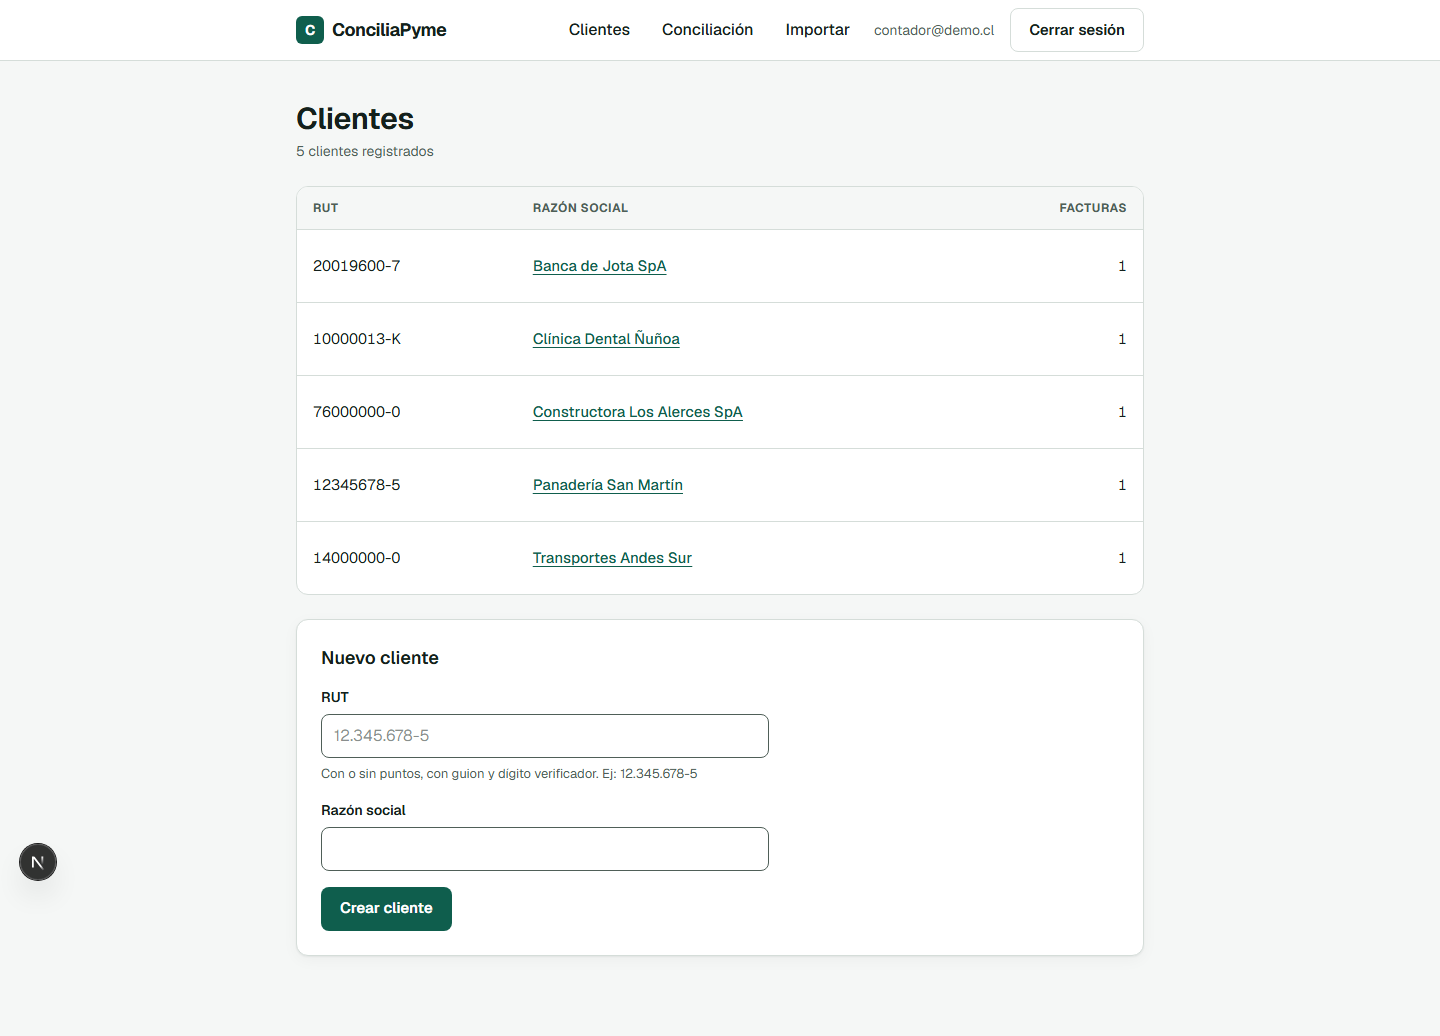 C ConciliaPyme Clientes Conciliación Importar contador@demo.cl Cerrar sesión
Clientes
5 clientes registrados
RUT RAZÓN SOCIAL FACTURAS
20019600-7 Banca de Jota SpA 1
10000013-K Clínica Dental Ñuñoa 1
76000000-0 Constructora Los Alerces SpA 1
12345678-5 Panadería San Martín 1
14000000-0 Transportes Andes Sur 1
Nuevo cliente
RUT
12.345.678-5
Con o sin puntos, con guion y dígito verificador. Ej: 12.345.678-5
Razón social
N
Crear cliente